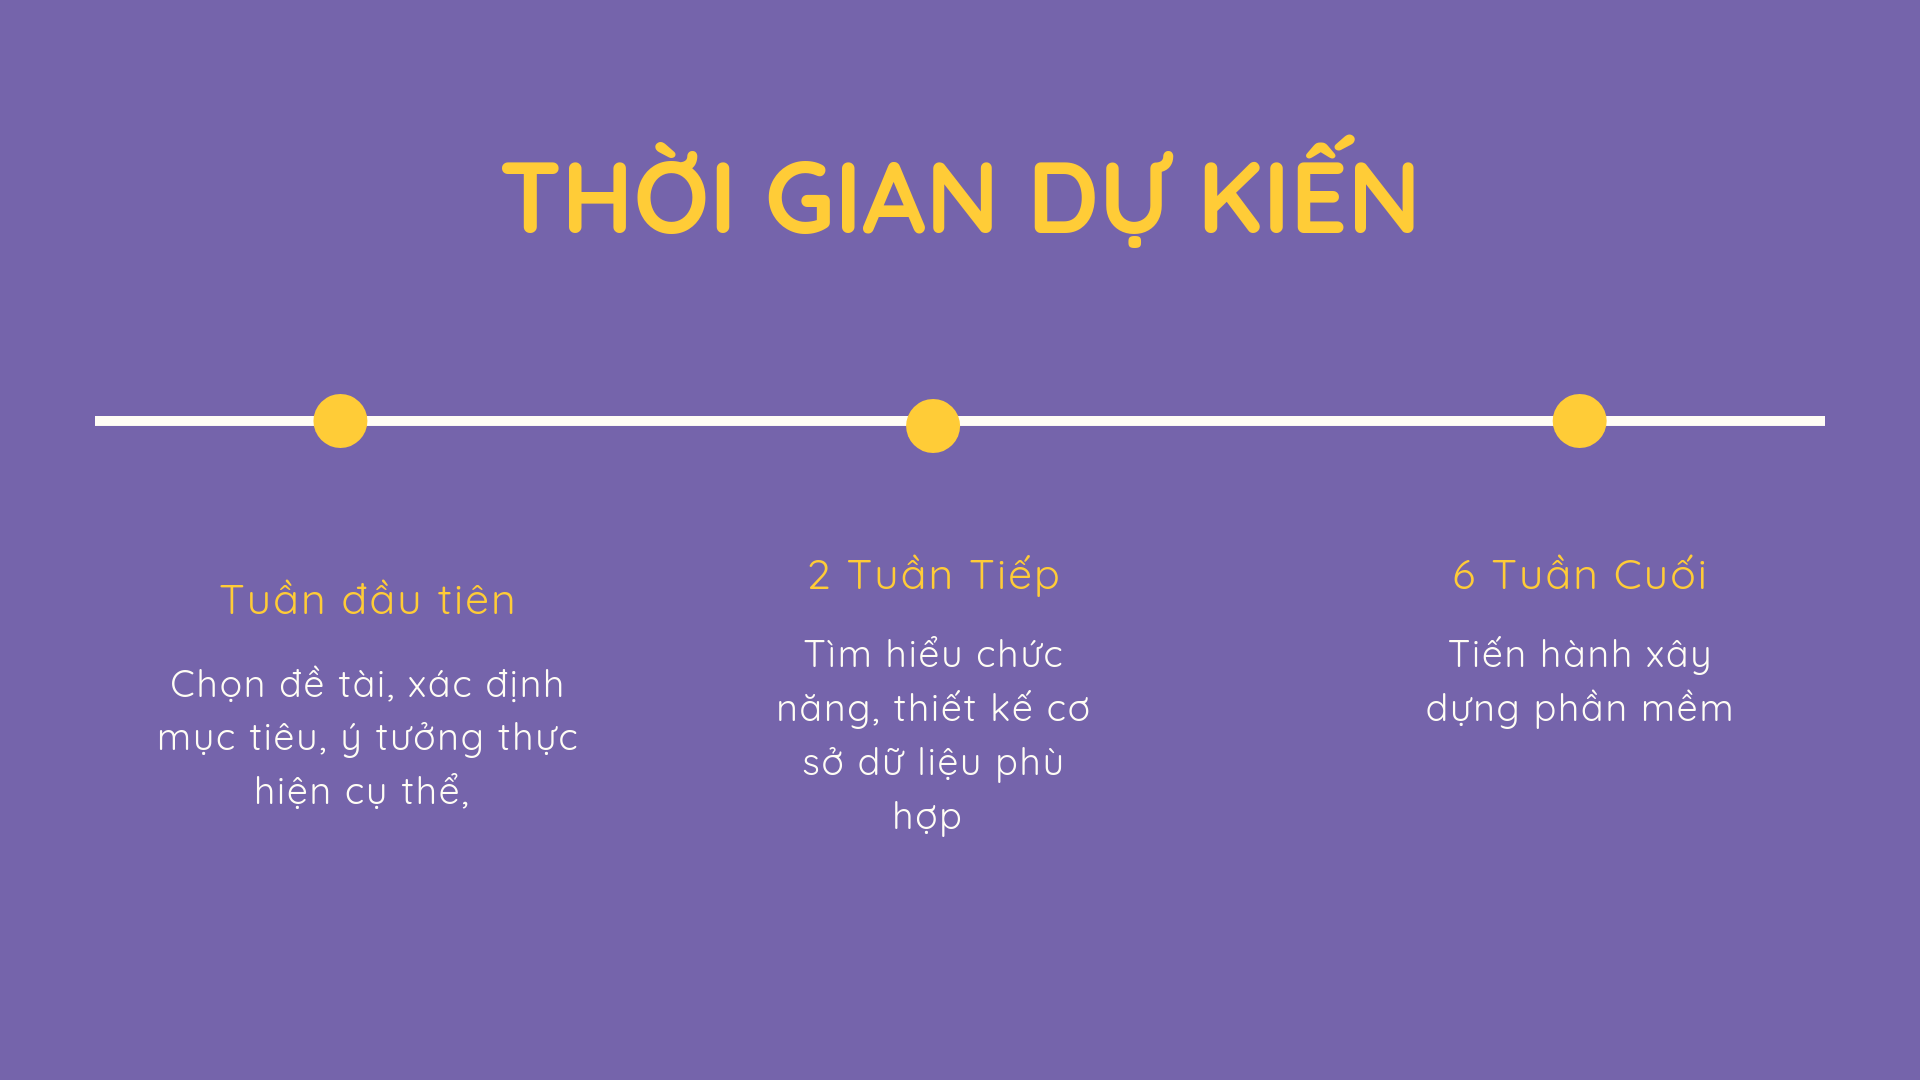 THỜI GIAN DỰ KIẾN
Tuần đầu tiên
Chọn đề tài, xác định
mục tiêu, ý tưởng thực
hiện cụ thể,
2 Tuần Tiếp
Tìm hiểu chức
năng, thiết kế cơ
sở dữ liệu phù
hợp
6 Tuần Cuối
Tiến hành xây
dựng phần mềm